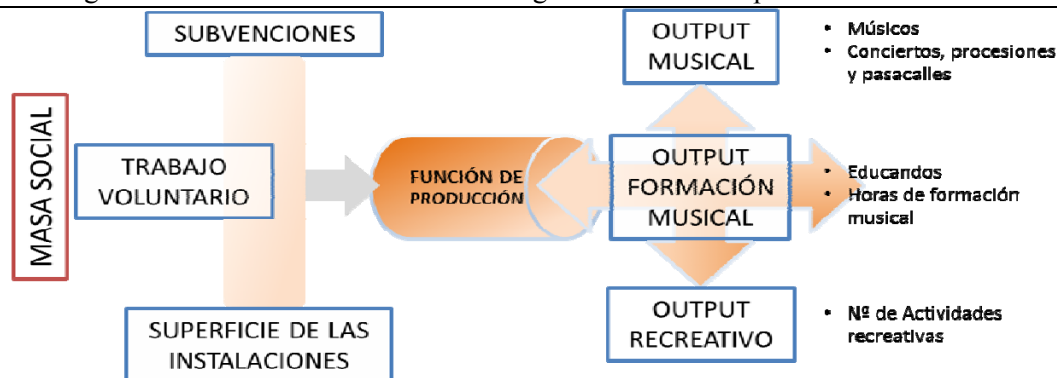 SUBVENCIONES
MASA SOCIAL
TRABAJO
VOLUNTARIO
SUPERFICIE DE LAS
INSTALACIONES
FUNCIÓN DE
PRODUCCIÓN
OUTPUT
MUSICAL
• Músicos
• Conciertos, procesiones
y pasacalles
OUTPUT
FORMACIÓN
MUSICAL
• Educandos
• Horas de formación
musical
OUTPUT
RECREATIVO
• Nº de Actividades
recreativas